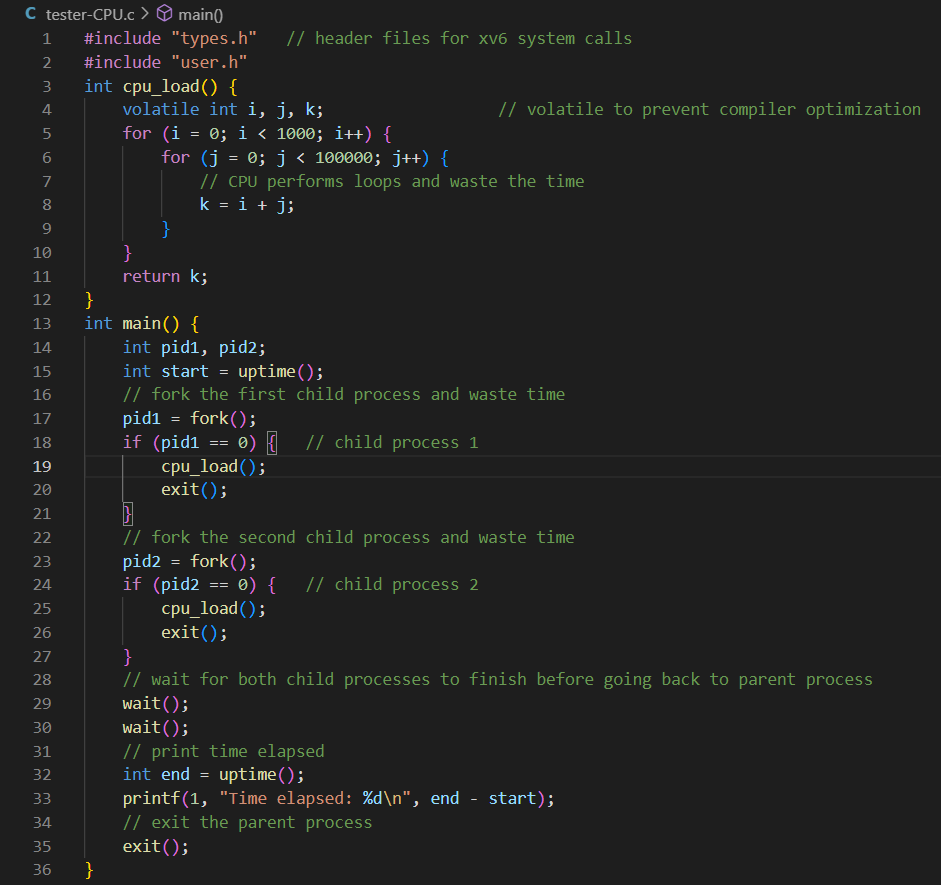 C tester-CPU.c > main()
1 #include "types.h"   // header files for xv6 system calls
2 #include "user.h"
3 int cpu_load() {
4     volatile int i, j, k;                  // volatile to prevent compiler optimization
5     for (i = 0; i < 1000; i++) {
6         for (j = 0; j < 100000; j++) {
7             // CPU performs loops and waste the time
8             k = i + j;
9         }
10     }
11     return k;
12 }
13 int main() {
14     int pid1, pid2;
15     int start = uptime();
16     // fork the first child process and waste time
17     pid1 = fork();
18     if (pid1 == 0) {   // child process 1
19         cpu_load();
20         exit();
21     }
22     // fork the second child process and waste time
23     pid2 = fork();
24     if (pid2 == 0) {   // child process 2
25         cpu_load();
26         exit();
27     }
28     // wait for both child processes to finish before going back to parent process
29     wait();
30     wait();
31     // print time elapsed
32     int end = uptime();
33     printf(1, "Time elapsed: %d\n", end - start);
34     // exit the parent process
35     exit();
36 }